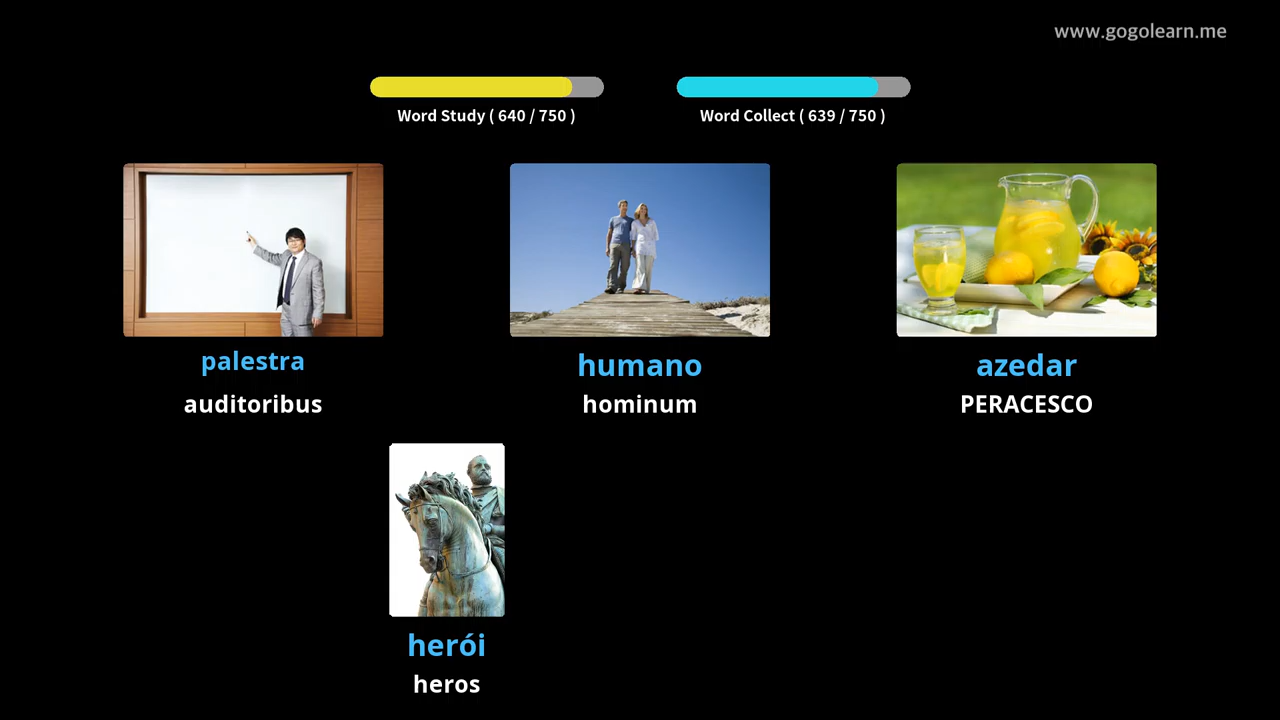 www.gogolearn.me
Word Study ( 640 / 750 )
Word Collect ( 639 / 750 )
palestra
humano
azedar
auditoribus
hominum
PERACESCO
herói
heros